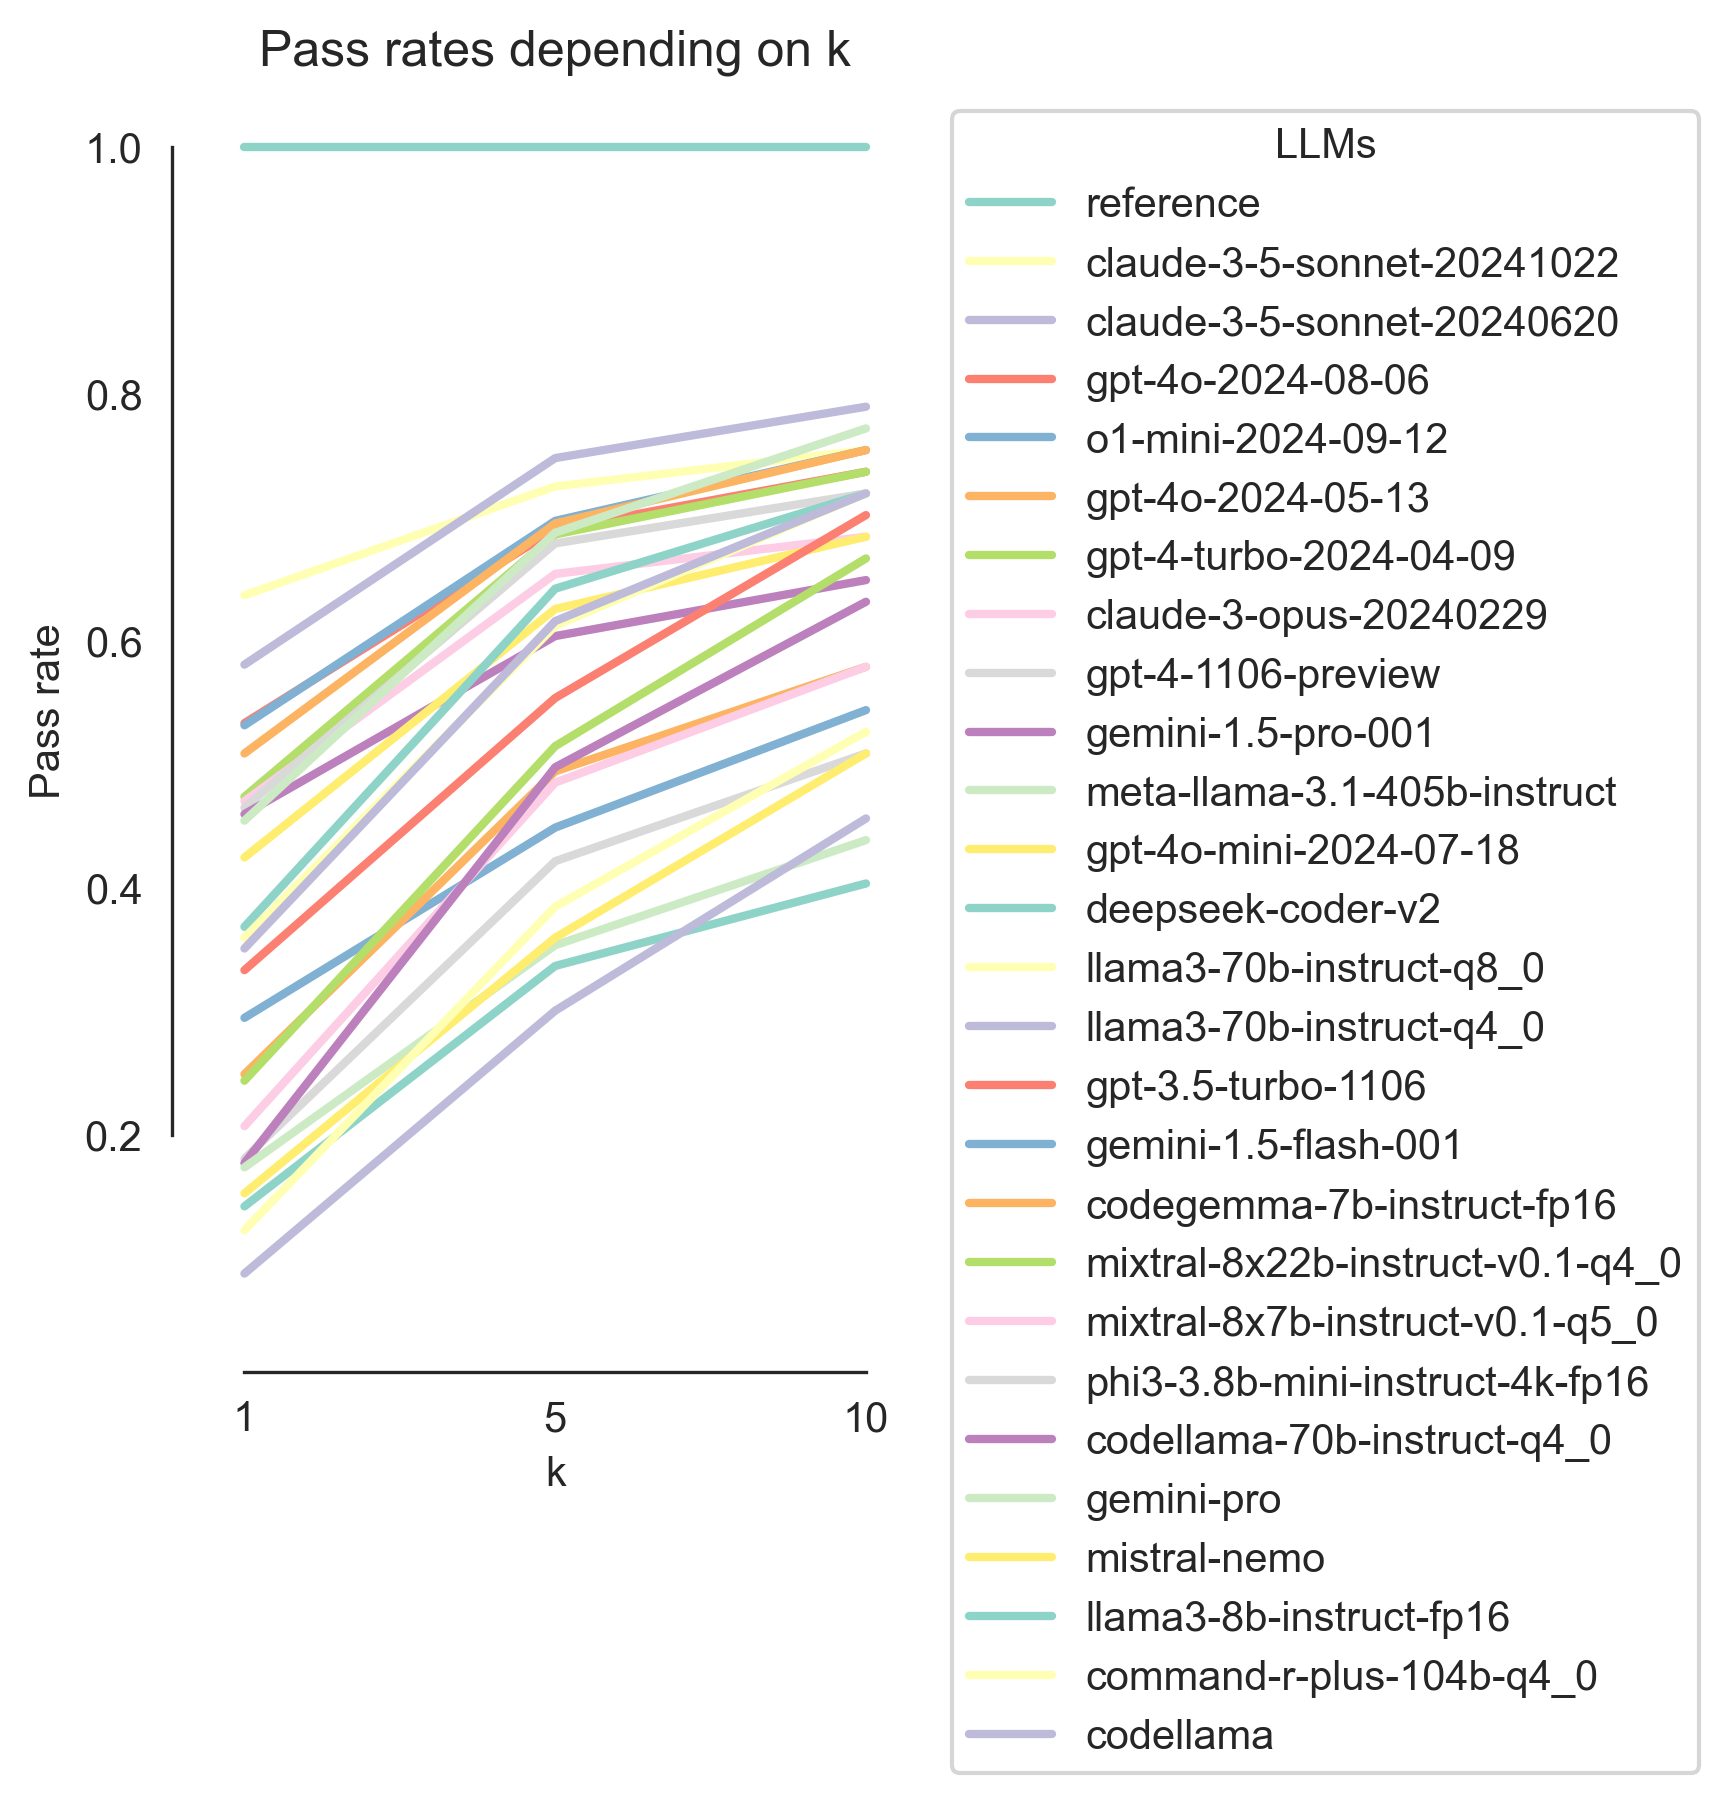 Pass rates depending on k
1.0
0.8
0.6
0.4
0.2
Pass rate
1 5 10
k
LLMs
reference
claude-3-5-sonnet-20241022
claude-3-5-sonnet-20240620
gpt-4o-2024-08-06
o1-mini-2024-09-12
gpt-4o-2024-05-13
gpt-4-turbo-2024-04-09
claude-3-opus-20240229
gpt-4-1106-preview
gemini-1.5-pro-001
meta-llama-3.1-405b-instruct
gpt-4o-mini-2024-07-18
deepseek-coder-v2
llama3-70b-instruct-q8_0
llama3-70b-instruct-q4_0
gpt-3.5-turbo-1106
gemini-1.5-flash-001
codegemma-7b-instruct-fp16
mixtral-8x22b-instruct-v0.1-q4_0
mixtral-8x7b-instruct-v0.1-q5_0
phi3-3.8b-mini-instruct-4k-fp16
codellama-70b-instruct-q4_0
gemini-pro
mistral-nemo
llama3-8b-instruct-fp16
command-r-plus-104b-q4_0
codellama